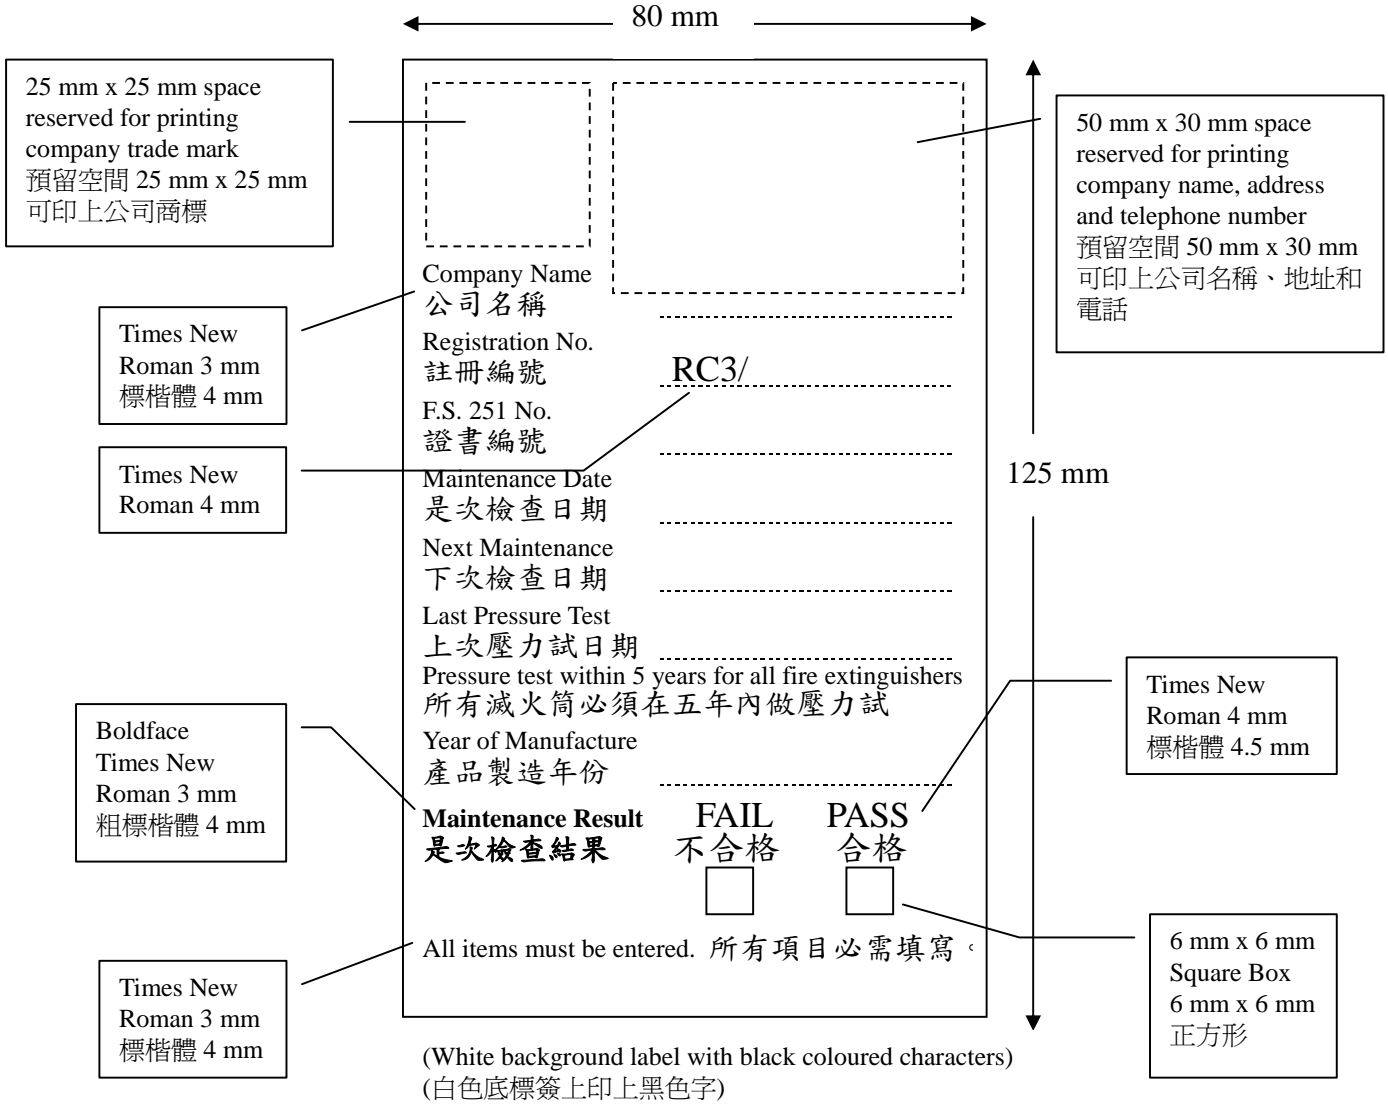 80 mm
25 mm x 25 mm space
reserved for printing
company trade mark
預留空間 25 mm x 25 mm
可印上公司商標
50 mm x 30 mm space
reserved for printing
company name, address
and telephone number
預留空間 50 mm x 30 mm
可印上公司名稱、地址和
電話
Company Name
公司名稱
Times New
Roman 3 mm
標楷體 4 mm
Registration No.
註冊編號
RC3/
F.S. 251 No.
證書編號
Times New
Roman 4 mm
125 mm
Maintenance Date
是次檢查日期
Next Maintenance
下次檢查日期
Last Pressure Test
上次壓力試日期
Pressure test within 5 years for all fire extinguishers
所有滅火筒必須在五年內做壓力試
Times New
Roman 4 mm
標楷體 4.5 mm
Boldface
Times New
Roman 3 mm
粗標楷體 4 mm
Year of Manufacture
產品製造年份
Maintenance Result
是次檢查結果
FAIL
不合格
PASS
合格
All items must be entered. 所有項目必需填寫。
6 mm x 6 mm
Square Box
6 mm x 6 mm
正方形
Times New
Roman 3 mm
標楷體 4 mm
(White background label with black coloured characters)
(白色底標簽上印上黑色字)